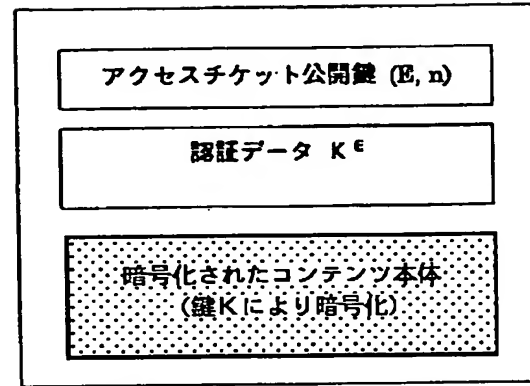 アクセスチケット公開鍵 (E, n)
認証データ K^E
暗号化されたコンテンツ本体
(鍵Kにより暗号化)